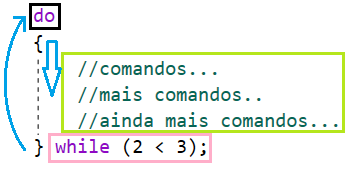 do
{
//comandos...
//mais comandos..
//ainda mais comandos...
} while (2 < 3);